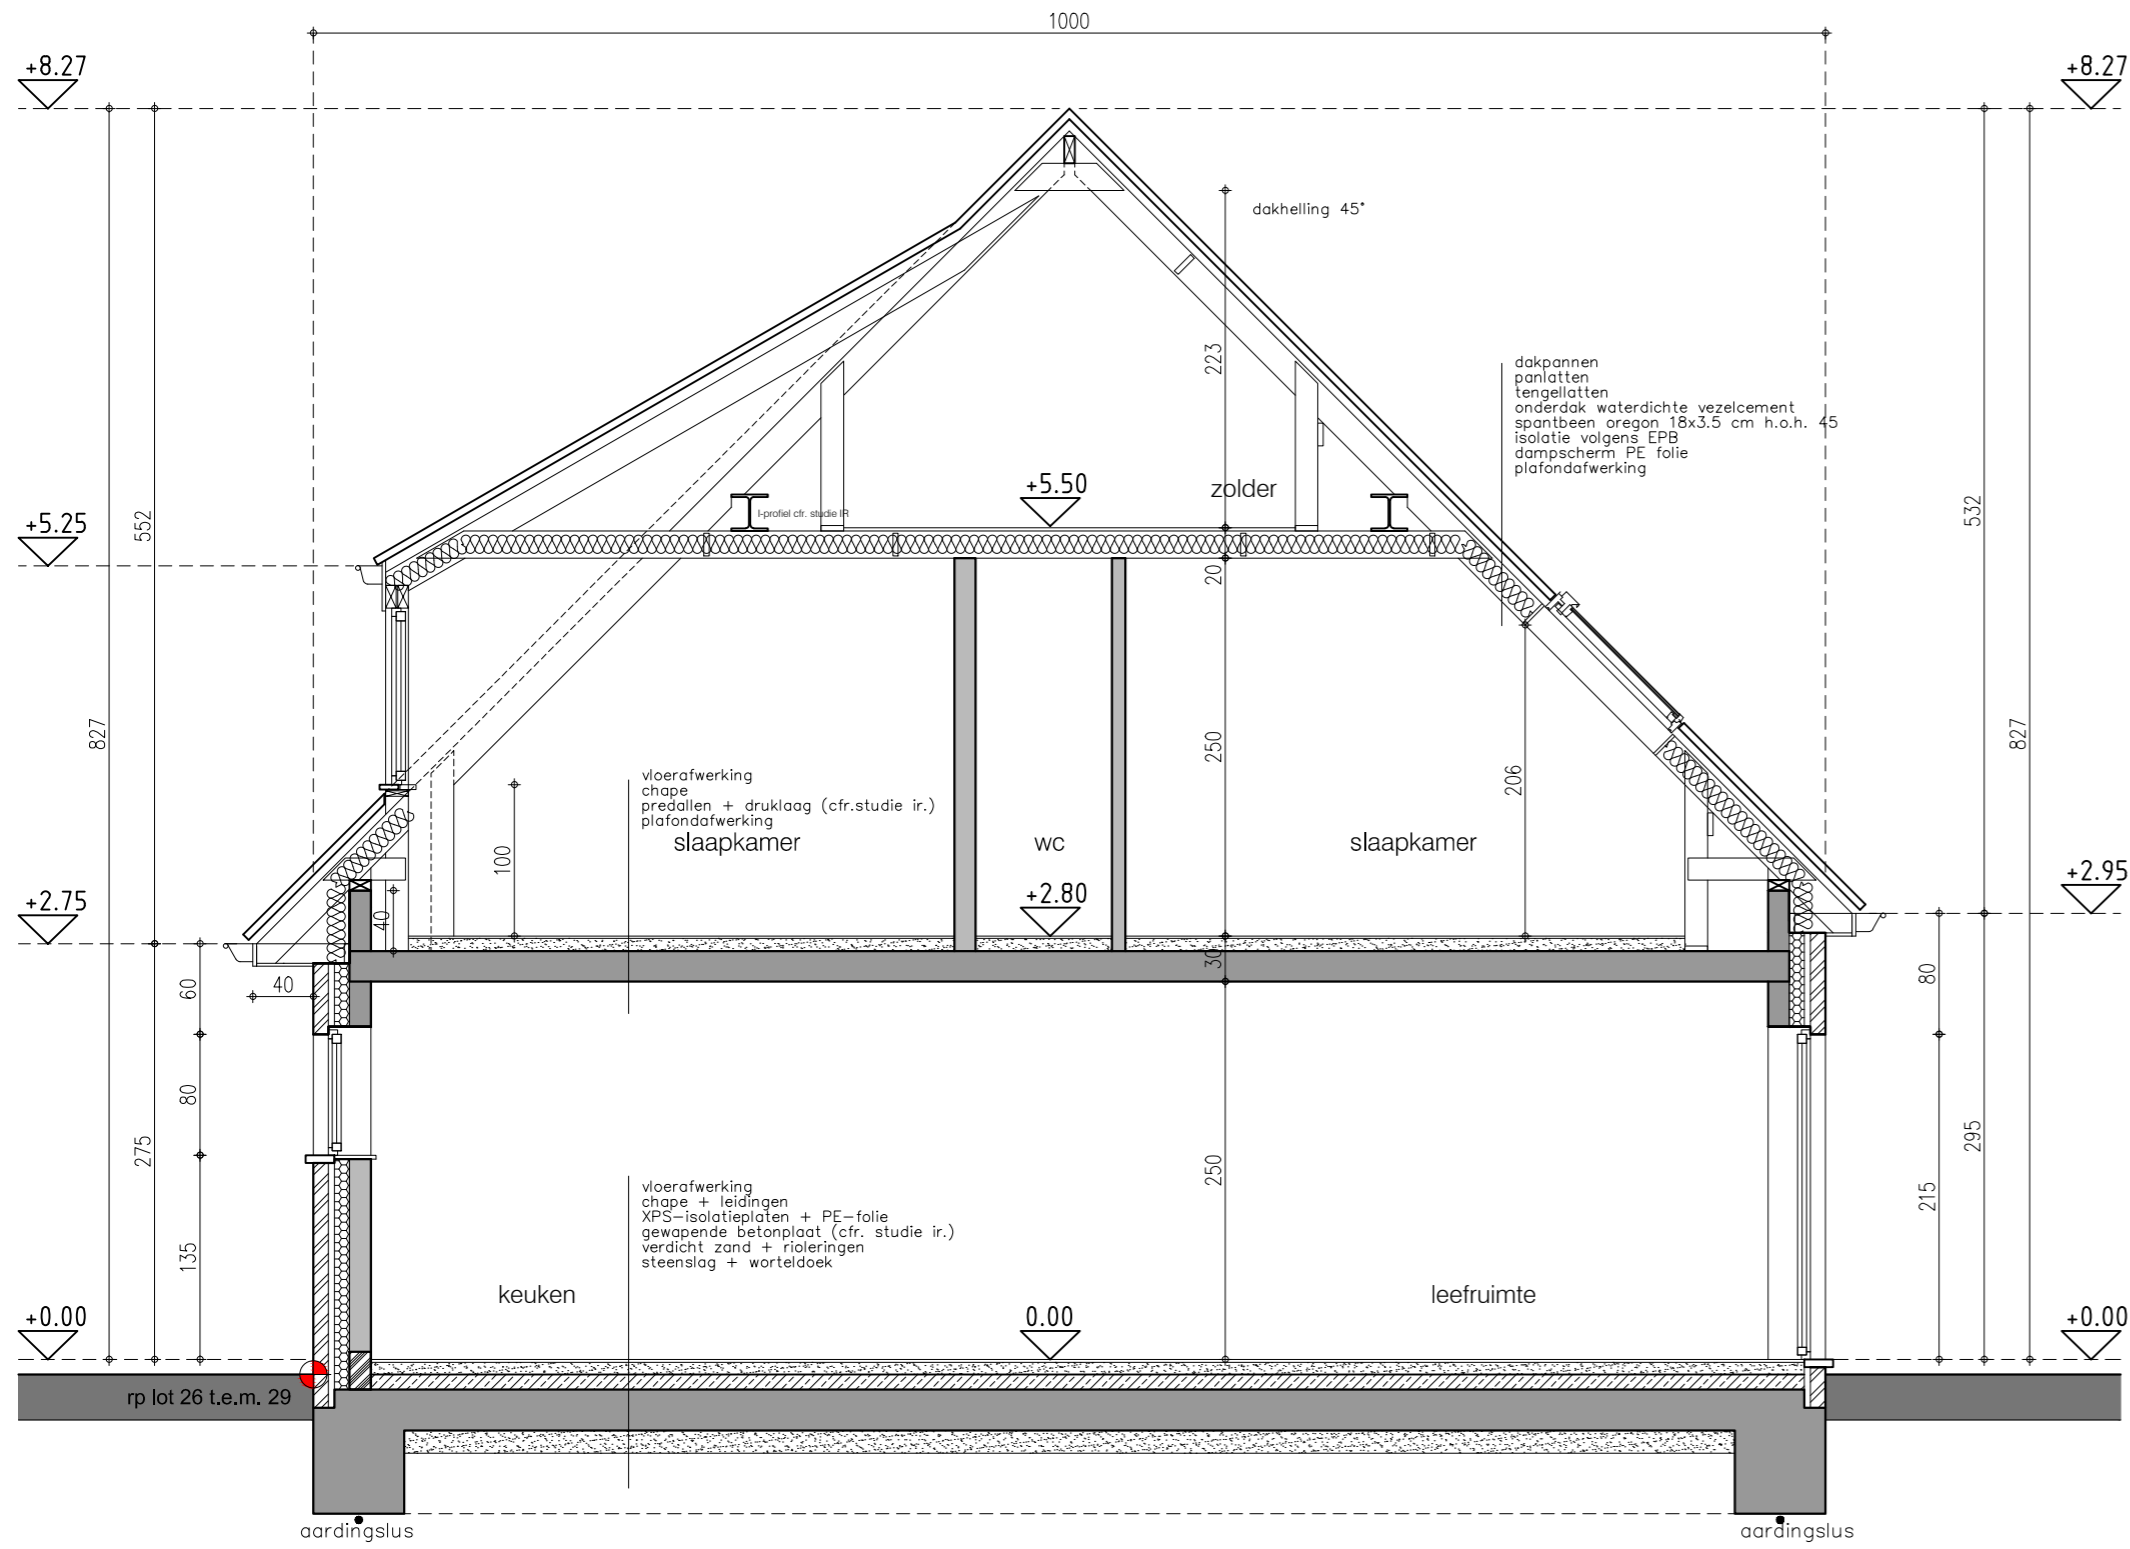 1000
+8.27
+8.27
dakhelling 45°
223
dakpannen
panlatten
tengellatten
onderdak waterdichte vezelcement
spantbeen oregon 18x3.5 cm h.o.h. 45
isolatie volgens EPB
dampscherm PE folie
plafondafwerking
+5.50
zolder
I-profiel cfr. studie IR
552
532
+5.25
20
827
827
250
206
vloerafwerking
chape
predallen + druklaag (cfr.studie ir.)
plafondafwerking
slaapkamer
wc
slaapkamer
100
+2.80
+2.75
+2.95
40
30
40
60
80
80
275
295
250
215
135
vloerafwerking
chape + leidingen
XPS-isolatieplaten + PE-folie
gewapende betonplaat (cfr. studie ir.)
verdicht zand + rioleringen
steenslag + worteldoek
keuken
leefruimte
+0.00
0.00
+0.00
rp lot 26 t.e.m. 29
aardingslus
aardingslus